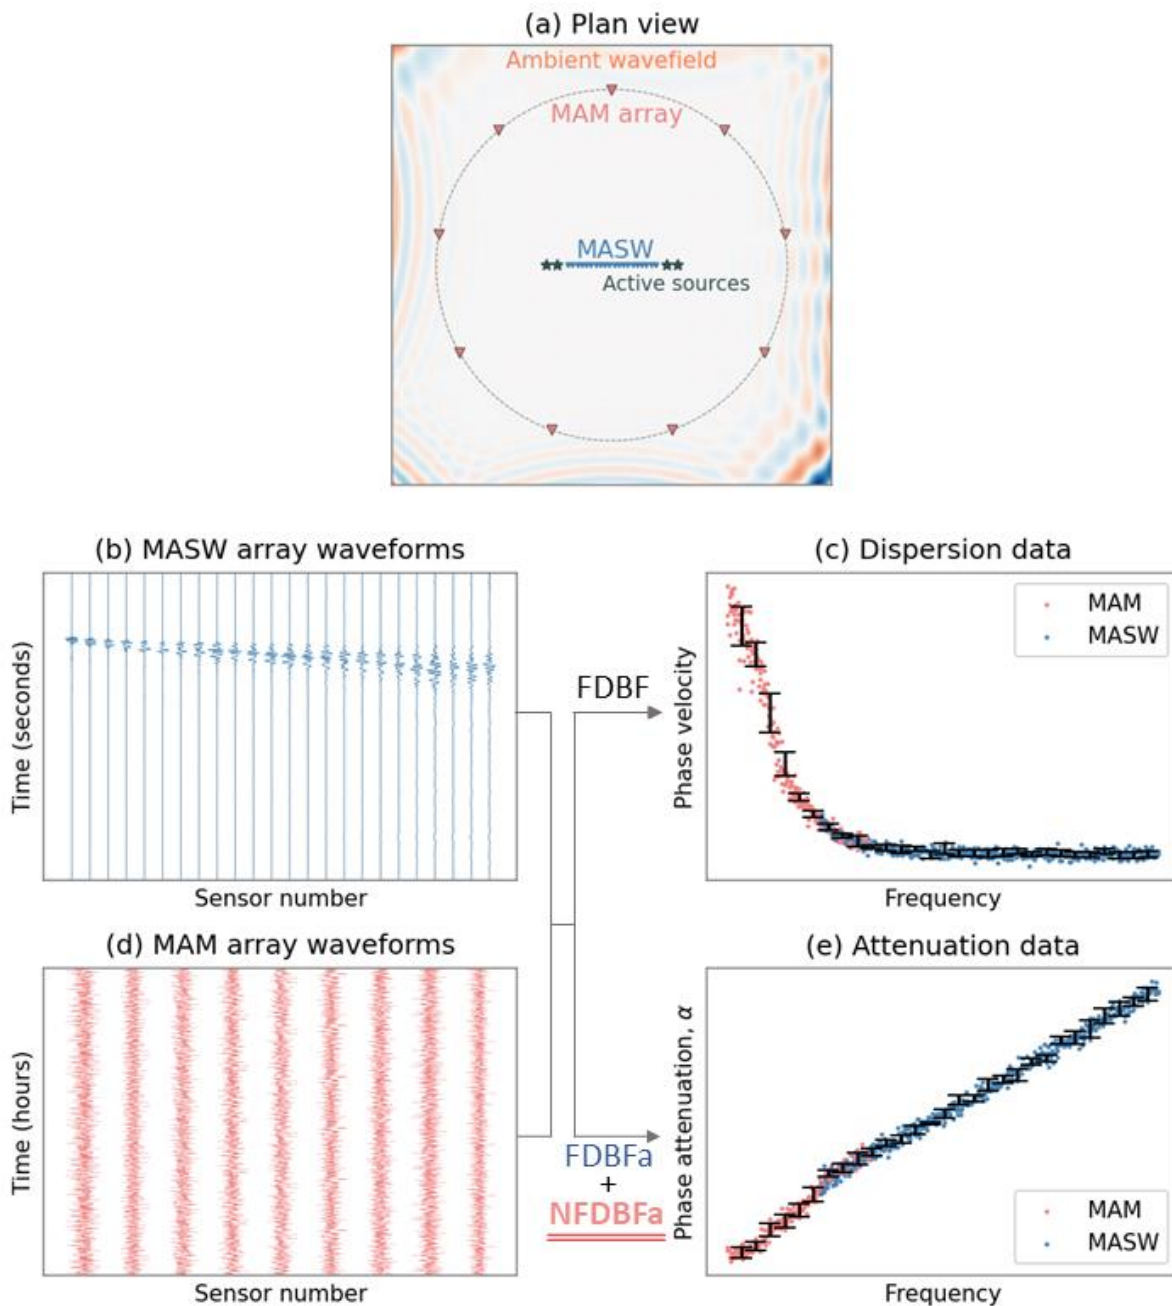 (a) Plan view
Ambient wavefield
MAM array
MASW
Active sources
(b) MASW array waveforms
Time (seconds)
Sensor number
FDBF
(c) Dispersion data
MAM
MASW
Phase velocity
Frequency
(d) MAM array waveforms
Time (hours)
Sensor number
FDBFa
+
NFDBFa
(e) Attenuation data
Phase attenuation, α
MAM
MASW
Frequency